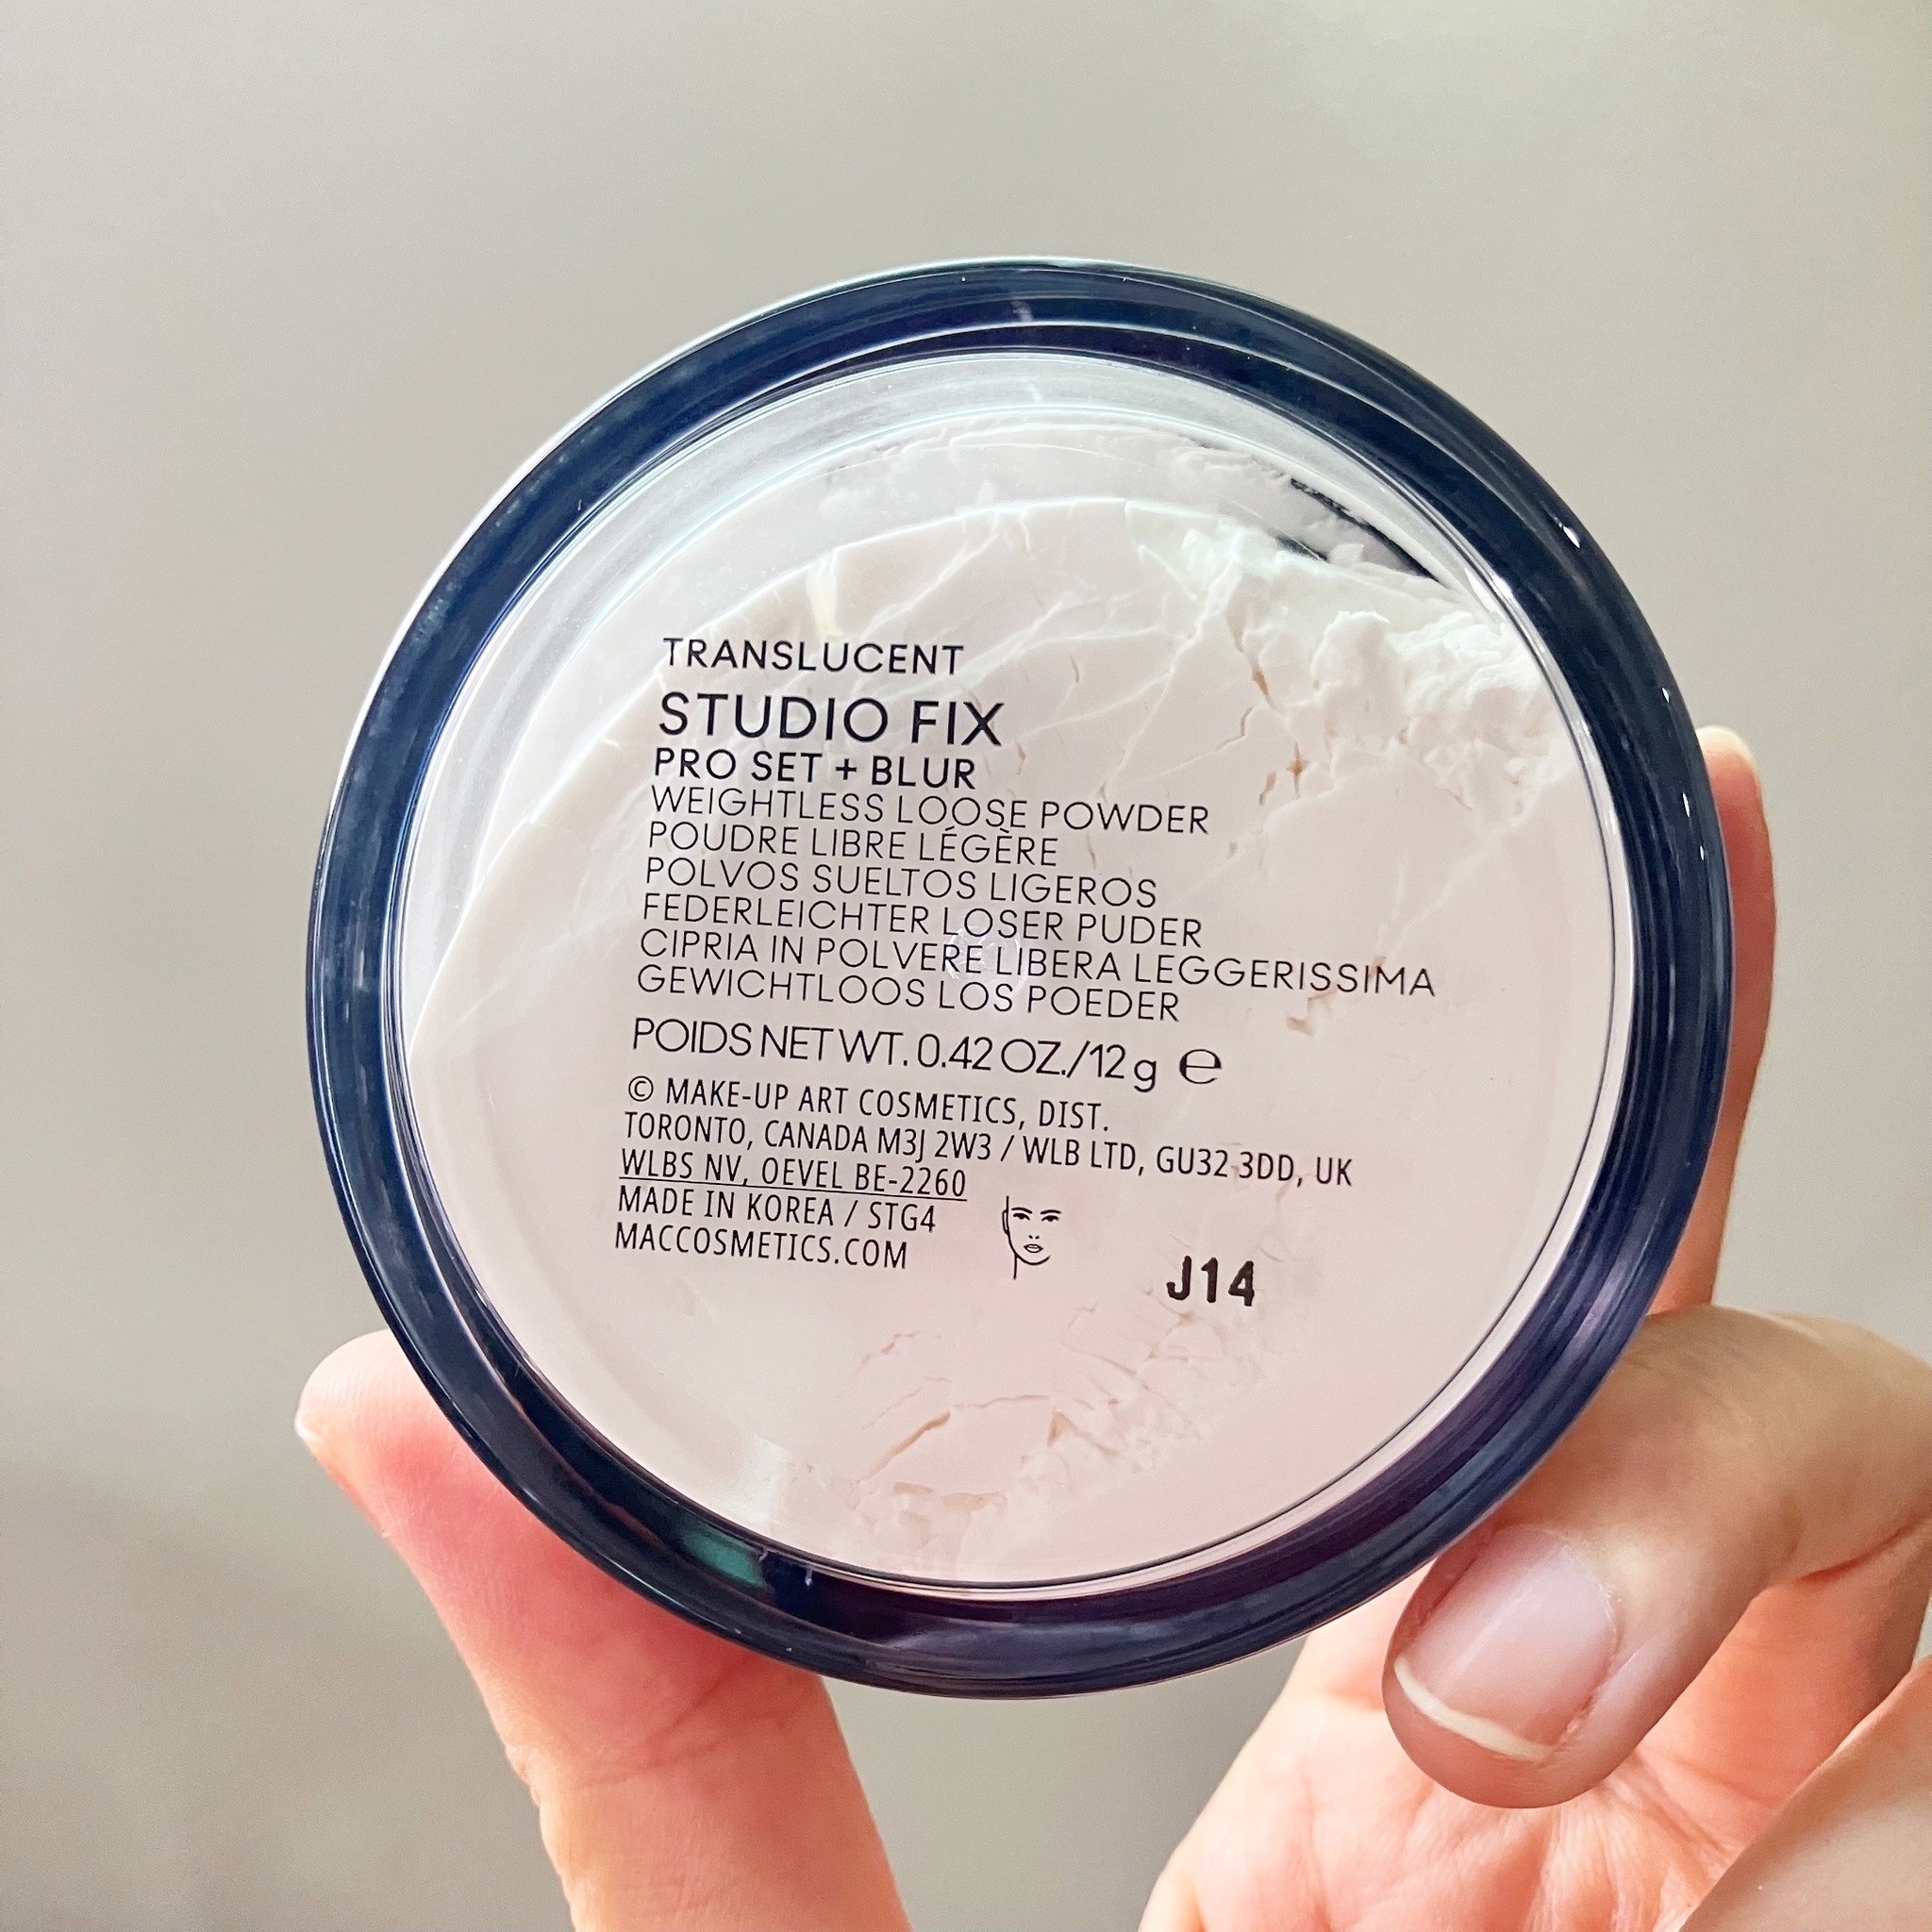 TRANSLUCENT
STUDIO FIX
PRO SET + BLUR
WEIGHTLESS LOOSE POWDER
POUDRE LIBRE LÉGÈRE
POLVOS SUELTOS LIGEROS
FEDERLEICHTER LOSER PUDER
CIPRIA IN POLVERE LIBERA LEGGERISSIMA
GEWICHTLOOS LOS POEDER
POIDS NET WT. 0.42 OZ./12 g ℮
© MAKE-UP ART COSMETICS, DIST.
TORONTO, CANADA M3J 2W3 / WLB LTD, GU32 3DD, UK
WLBS NV, OEVEL BE-2260
MADE IN KOREA / STG4
MACCOSMETICS.COM
J14